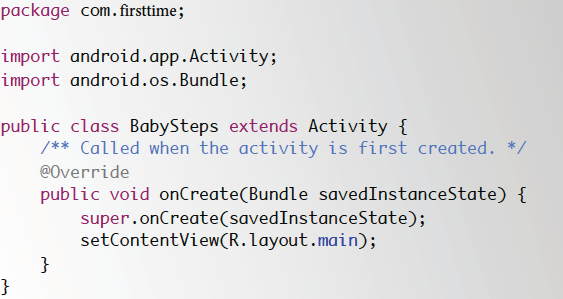 package com.firsttime;
import android.app.Activity;
import android.os.Bundle;
public class BabySteps extends Activity {
/** Called when the activity is first created. */
@Override
public void onCreate(Bundle savedInstanceState) {
super.onCreate(savedInstanceState);
setContentView(R.layout.main);
}
}